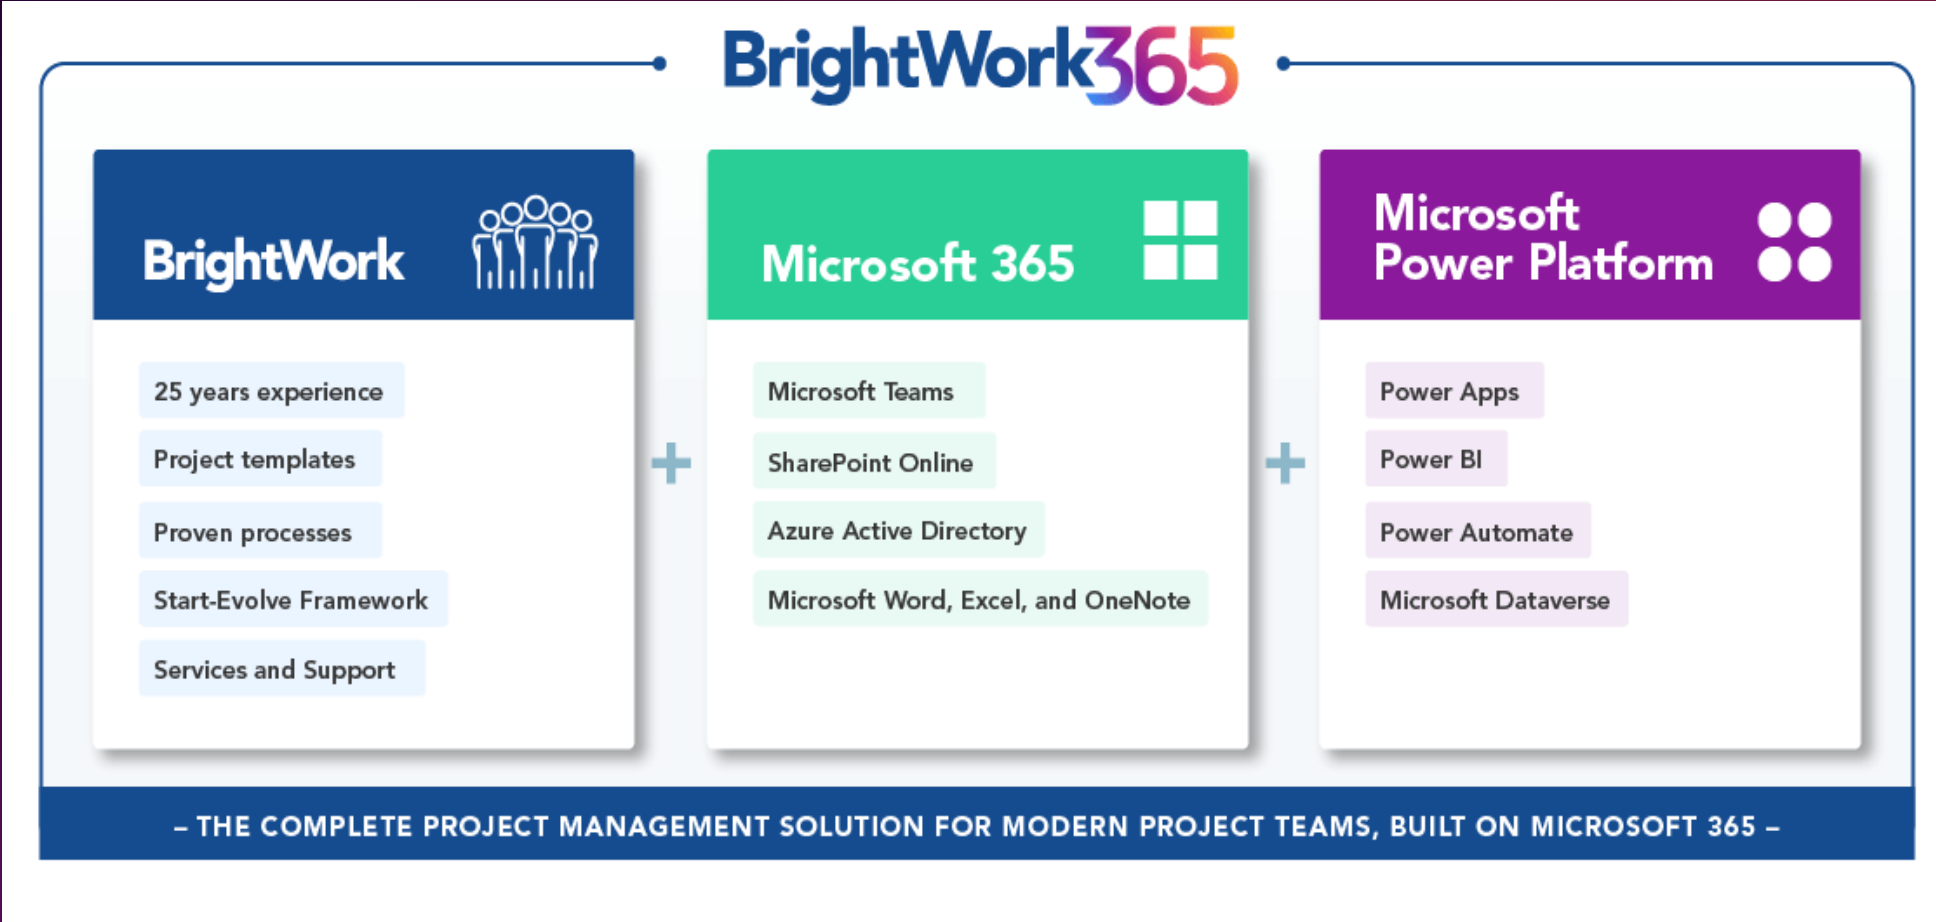 BrightWork365
BrightWork
25 years experience
Project templates
Proven processes
Start-Evolve Framework
Services and Support
+
Microsoft 365
Microsoft Teams
SharePoint Online
Azure Active Directory
Microsoft Word, Excel, and OneNote
+
Microsoft
Power Platform
Power Apps
Power BI
Power Automate
Microsoft Dataverse
– THE COMPLETE PROJECT MANAGEMENT SOLUTION FOR MODERN PROJECT TEAMS, BUILT ON MICROSOFT 365 –